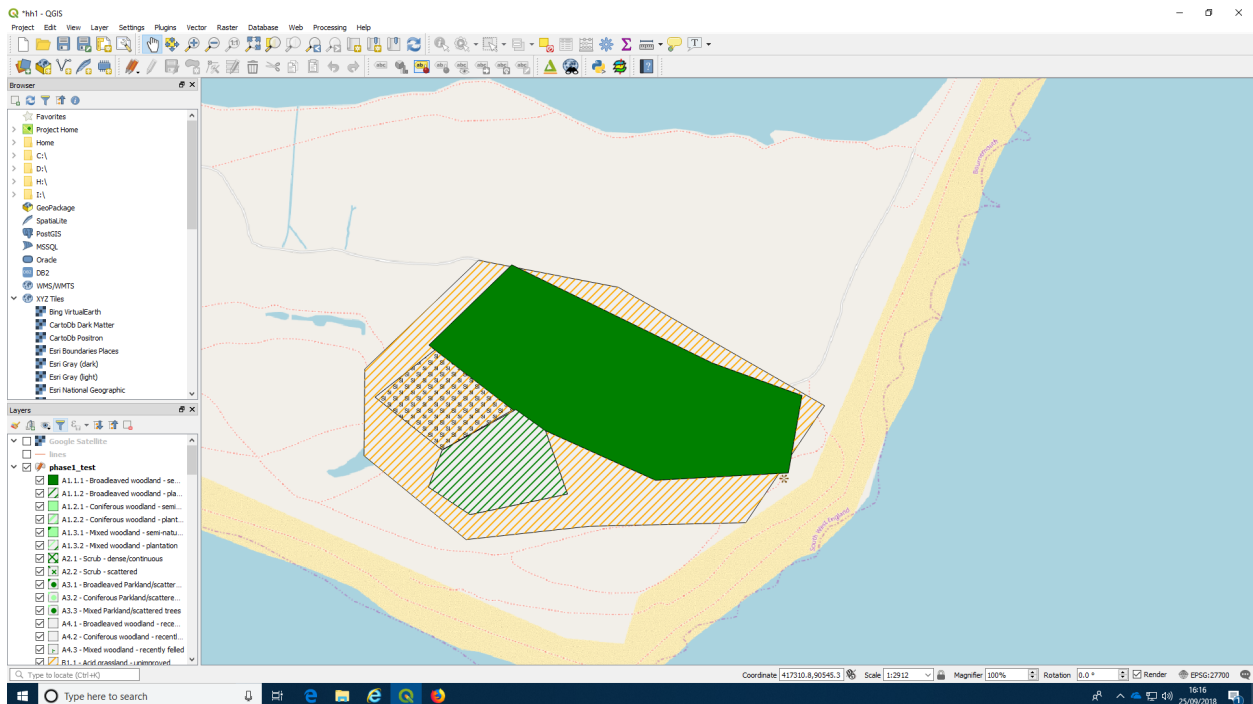 *hh1 - QGIS
Project Edit View Layer Settings Plugins Vector Raster Database Web Processing Help
Browser
Favorites
Project Home
Home
C:\
D:\
H:\
I:\
GeoPackage
SpatiaLite
PostGIS
MSSQL
Oracle
DB2
WMS/WMTS
XYZ Tiles
Bing VirtualEarth
CartoDb Dark Matter
CartoDb Positron
Esri Boundaries Places
Esri Gray (dark)
Esri Gray (light)
Esri National Geographic
Layers
Google Satellite
lines
phase1_test
A1.1.1 - Broadleaved woodland - se...
A1.1.2 - Broadleaved woodland - pla...
A1.2.1 - Coniferous woodland - semi...
A1.2.2 - Coniferous woodland - plant...
A1.3.1 - Mixed woodland - semi-natu...
A1.3.2 - Mixed woodland - plantation
A2.1 - Scrub - dense/continuous
A2.2 - Scrub - scattered
A3.1 - Broadleaved Parkland/scatter...
A3.2 - Coniferous Parkland/scattere...
A3.3 - Mixed Parkland/scattered trees
A4.1 - Broadleaved woodland - rece...
A4.2 - Coniferous woodland - recentl...
A4.3 - Mixed woodland - recently felled
B1.1 - Acid grassland - unimproved
Bournemouth
South West England
Type to locate (Ctrl+K)
Coordinate 417310.8,90545.3 Scale 1:2912 Magnifier 100% Rotation 0.0 ° Render EPSG:27700
Type here to search
16:16
25/09/2018